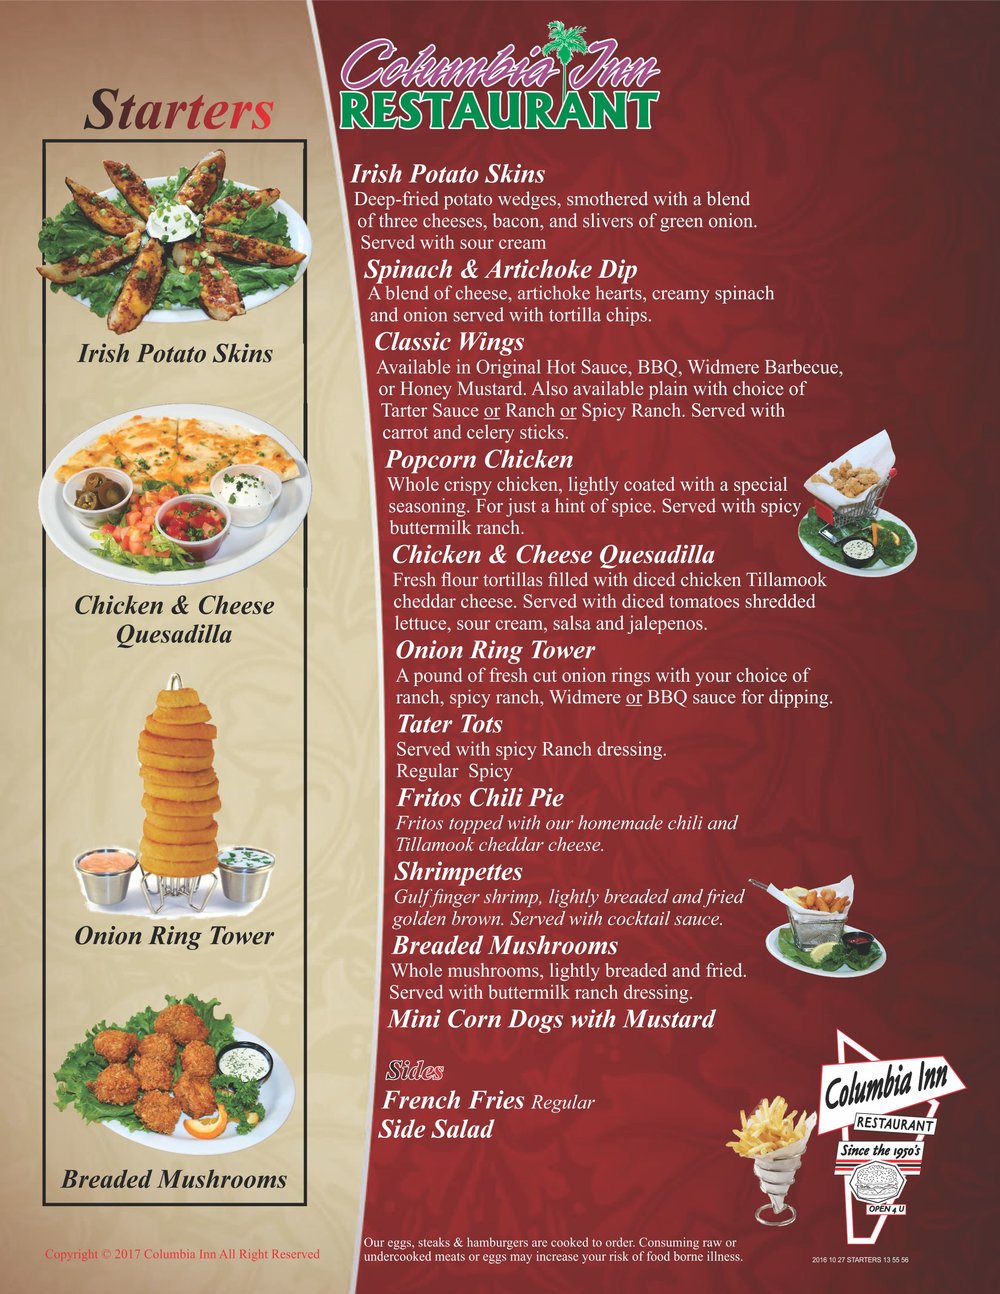 Starters
Irish Potato Skins
Chicken & Cheese
Quesadilla
Onion Ring Tower
Breaded Mushrooms
Copyright © 2017 Columbia Inn All Right Reserved
Columbia Inn
RESTAURANT
Irish Potato Skins
Deep-fried potato wedges, smothered with a blend
of three cheeses, bacon, and slivers of green onion.
Served with sour cream
Spinach & Artichoke Dip
A blend of cheese, artichoke hearts, creamy spinach
and onion served with tortilla chips.
Classic Wings
Available in Original Hot Sauce, BBQ, Widmere Barbecue,
or Honey Mustard. Also available plain with choice of
Tarter Sauce or Ranch or Spicy Ranch. Served with
carrot and celery sticks.
Popcorn Chicken
Whole crispy chicken, lightly coated with a special
seasoning. For just a hint of spice. Served with spicy
buttermilk ranch.
Chicken & Cheese Quesadilla
Fresh flour tortillas filled with diced chicken Tillamook
cheddar cheese. Served with diced tomatoes shredded
lettuce, sour cream, salsa and jalepenos.
Onion Ring Tower
A pound of fresh cut onion rings with your choice of
ranch, spicy ranch, Widmere or BBQ sauce for dipping.
Tater Tots
Served with spicy Ranch dressing.
Regular Spicy
Fritos Chili Pie
Fritos topped with our homemade chili and
Tillamook cheddar cheese.
Shrimpettes
Gulf finger shrimp, lightly breaded and fried
golden brown. Served with cocktail sauce.
Breaded Mushrooms
Whole mushrooms, lightly breaded and fried.
Served with buttermilk ranch dressing.
Mini Corn Dogs with Mustard
Sides
French Fries Regular
Side Salad
Columbia Inn
RESTAURANT
Since the 1950's
OPEN 4 U
Our eggs, steaks & hamburgers are cooked to order. Consuming raw or
undercooked meats or eggs may increase your risk of food borne illness.
2016 10 27 STARTERS 13 55 56